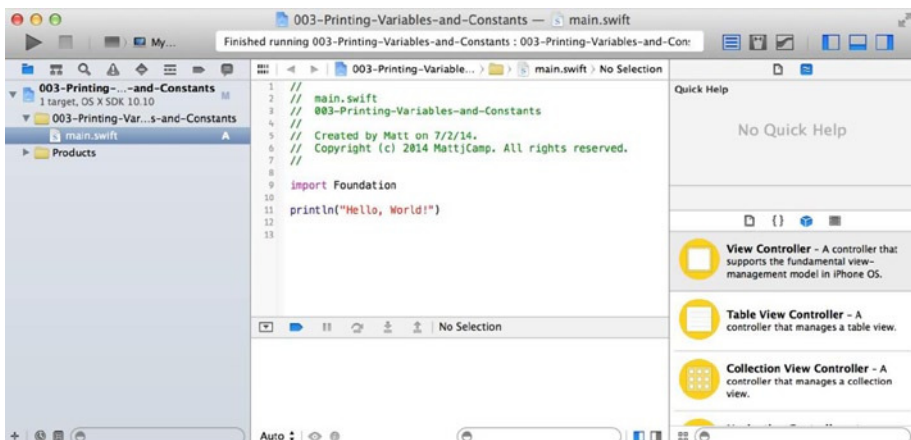 003-Printing-Variables-and-Constants — main.swift
My...
Finished running 003-Printing-Variables-and-Constants : 003-Printing-Variables-and-Con:
003-Printing-...-and-Constants
M
1 target, OS X SDK 10.10
003-Printing-Var...s-and-Constants
main.swift
A
Products
003-Printing-Variable... › main.swift › No Selection
1 //
2 // main.swift
3 // 003-Printing-Variables-and-Constants
4 //
5 // Created by Matt on 7/2/14.
6 // Copyright (c) 2014 MattjCamp. All rights reserved.
7 //
8
9 import Foundation
10
11 println("Hello, World!")
12
13
No Selection
Auto
Quick Help
No Quick Help
{}
View Controller – A controller that
supports the fundamental view-
management model in iPhone OS.
Table View Controller – A
controller that manages a table view.
Collection View Controller – A
controller that manages a collection
view.